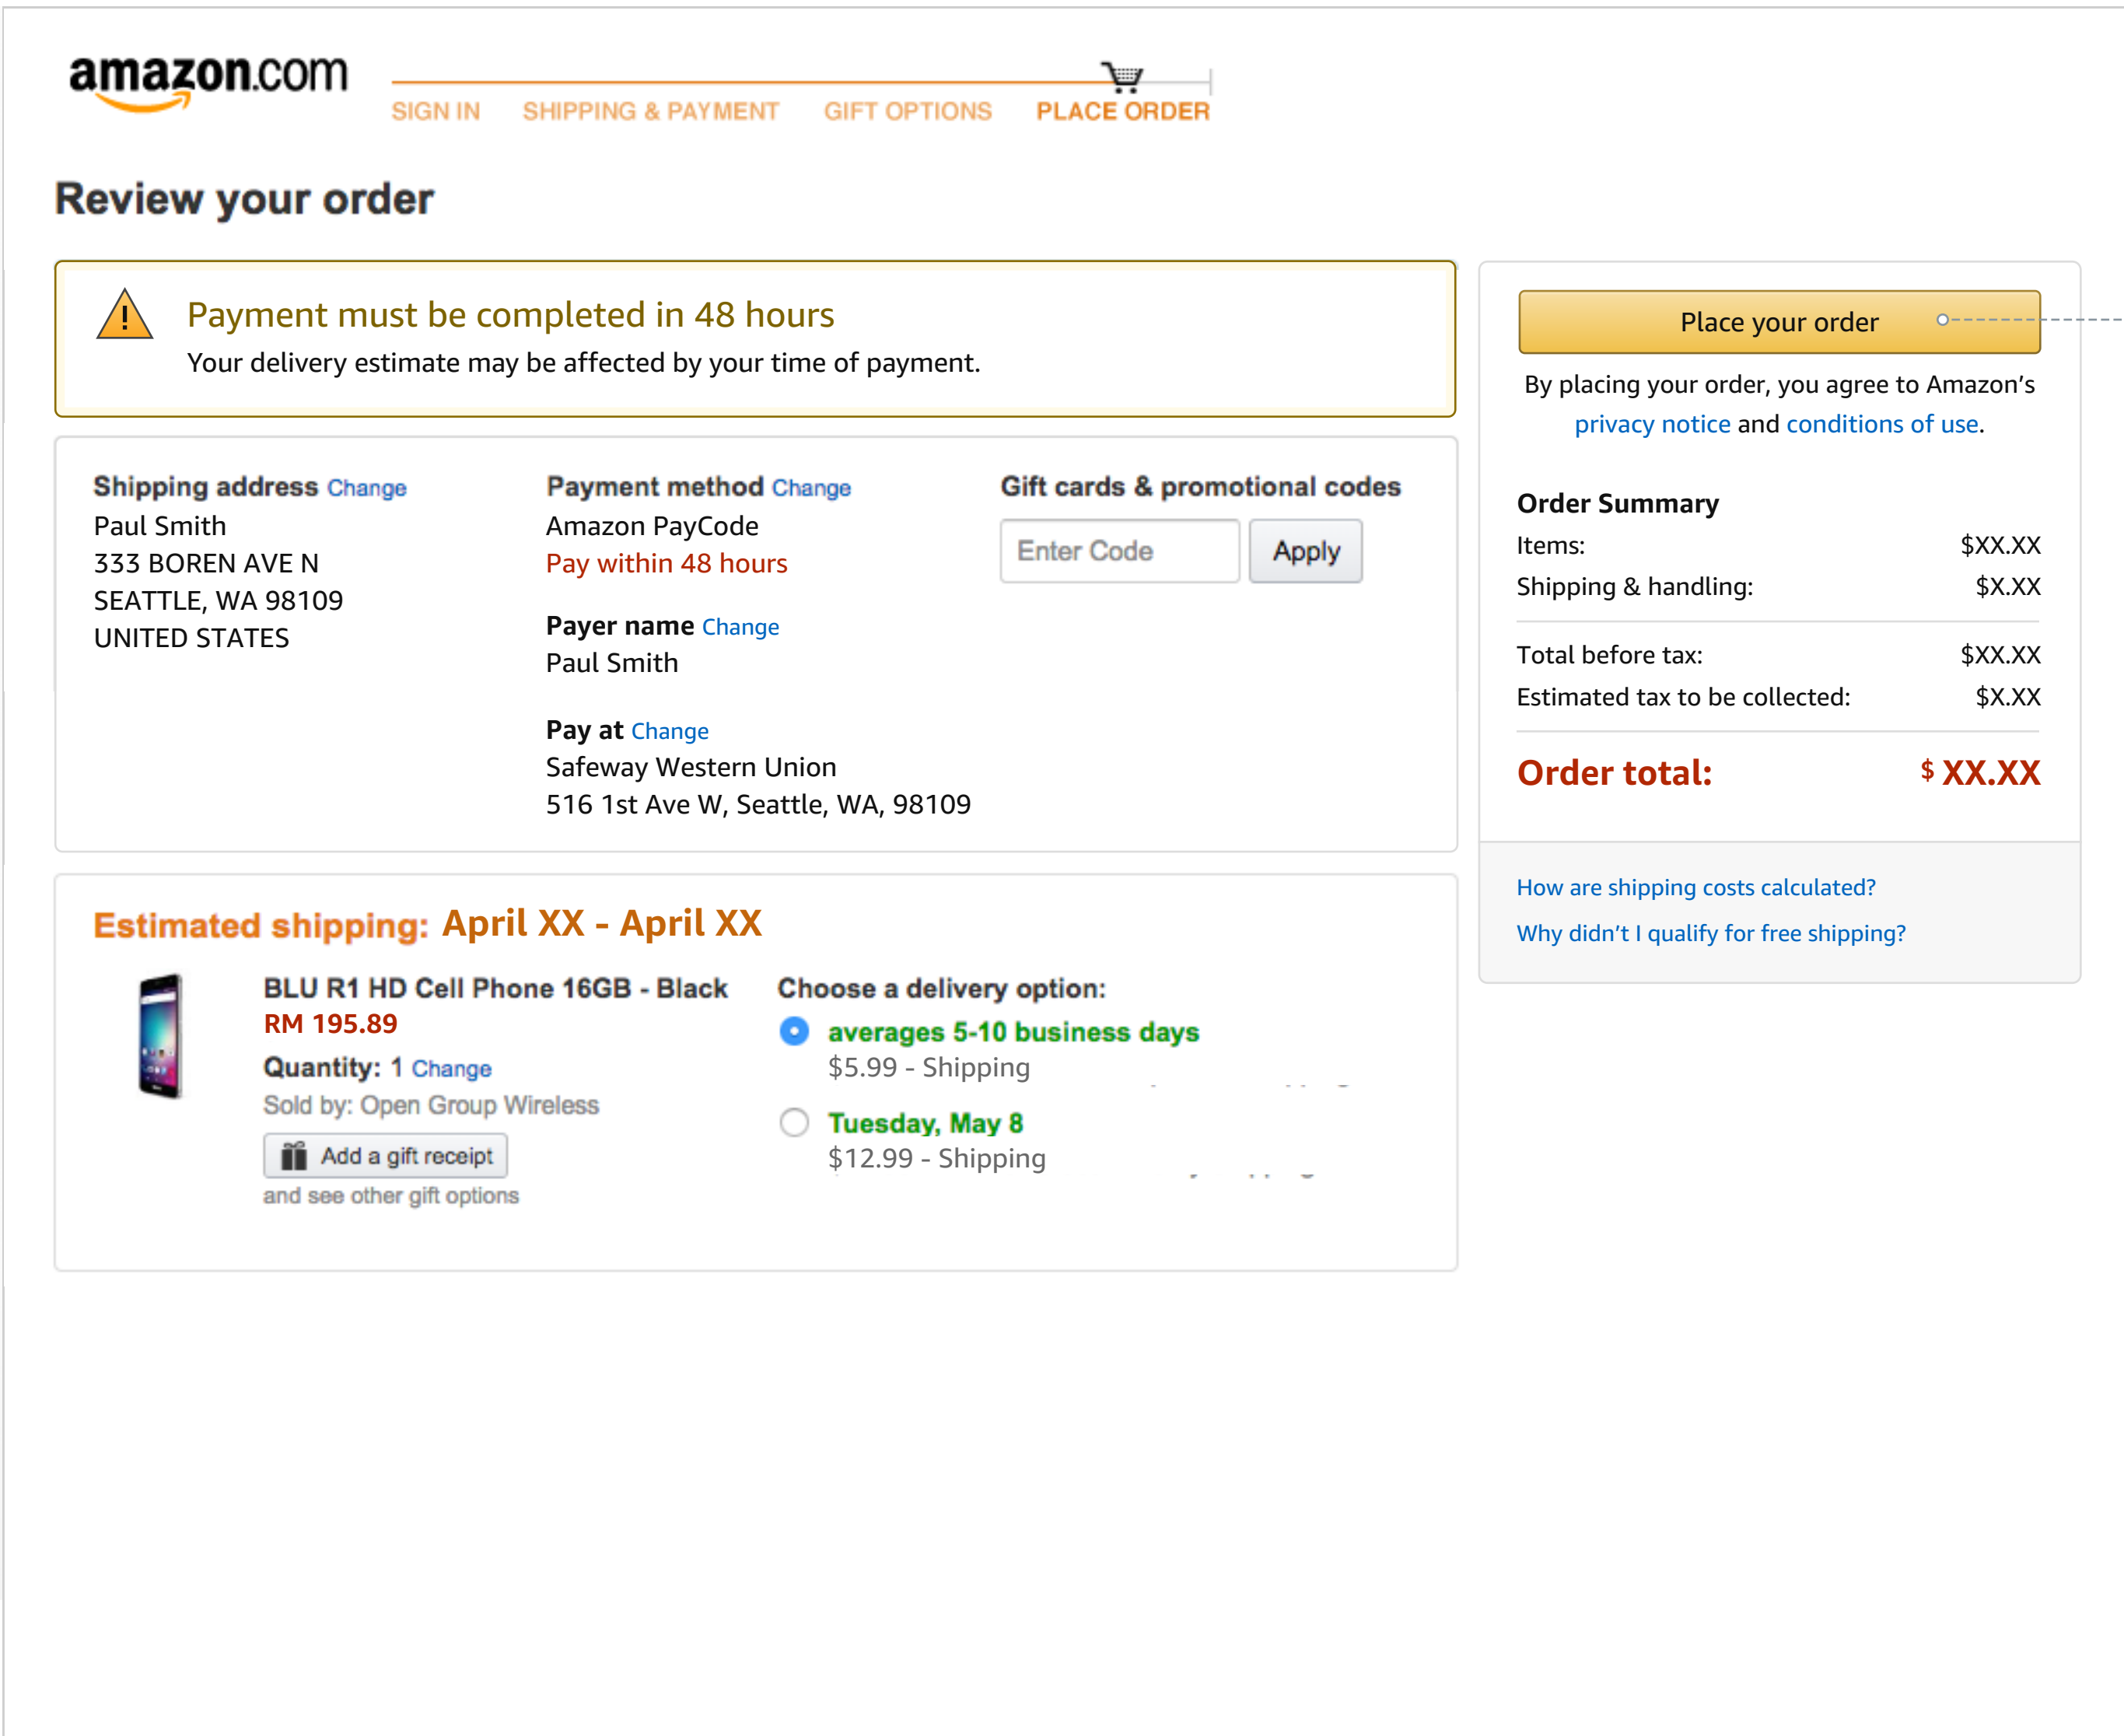 amazon.com
SIGN IN SHIPPING & PAYMENT GIFT OPTIONS PLACE ORDER
Review your order
! Payment must be completed in 48 hours
Your delivery estimate may be affected by your time of payment.
Shipping address Change
Paul Smith
333 BOREN AVE N
SEATTLE, WA 98109
UNITED STATES
Payment method Change
Amazon PayCode
Pay within 48 hours
Payer name Change
Paul Smith
Pay at Change
Safeway Western Union
516 1st Ave W, Seattle, WA, 98109
Gift cards & promotional codes
Enter Code Apply
Estimated shipping: April XX - April XX
BLU R1 HD Cell Phone 16GB - Black
RM 195.89
Quantity: 1 Change
Sold by: Open Group Wireless
Add a gift receipt
and see other gift options
Choose a delivery option:
averages 5-10 business days
$5.99 - Shipping
Tuesday, May 8
$12.99 - Shipping
Place your order
By placing your order, you agree to Amazon’s
privacy notice and conditions of use.
Order Summary
Items: $XX.XX
Shipping & handling: $X.XX
Total before tax: $XX.XX
Estimated tax to be collected: $X.XX
Order total: $ XX.XX
How are shipping costs calculated?
Why didn’t I qualify for free shipping?